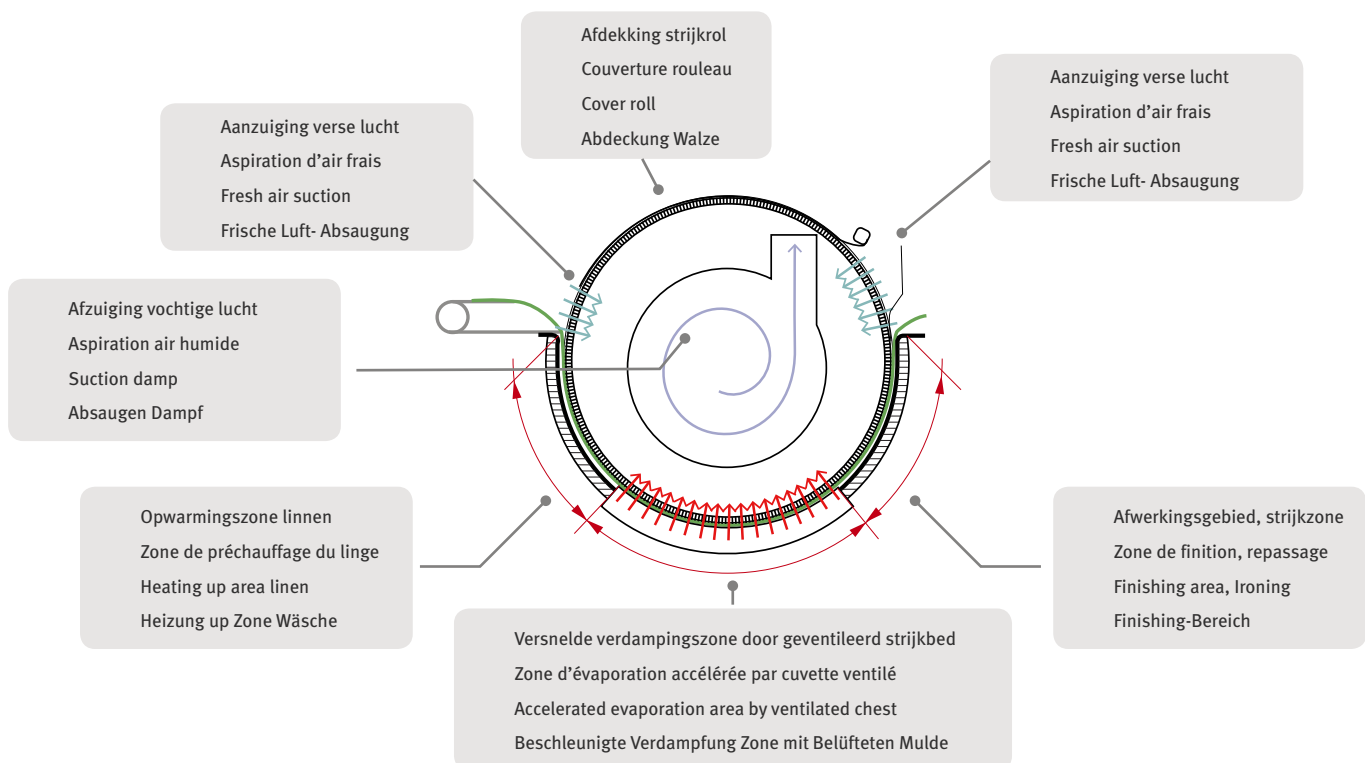 Afdekking strijkrol
Couverture rouleau
Cover roll
Abdeckung Walze
Aanzuiging verse lucht
Aspiration d'air frais
Fresh air suction
Frische Luft- Absaugung
Aanzuiging verse lucht
Aspiration d'air frais
Fresh air suction
Frische Luft- Absaugung
Afzuiging vochtige lucht
Aspiration air humide
Suction damp
Absaugen Dampf
Opwarmingszone linnen
Zone de préchauffage du linge
Heating up area linen
Heizung up Zone Wäsche
Afwerkingsgebied, strijkzone
Zone de finition, repassage
Finishing area, Ironing
Finishing-Bereich
Versnelde verdampingszone door geventileerd strijkbed
Zone d'évaporation accélérée par cuvette ventilé
Accelerated evaporation area by ventilated chest
Beschleunigte Verdampfung Zone mit Belüfteten Mulde